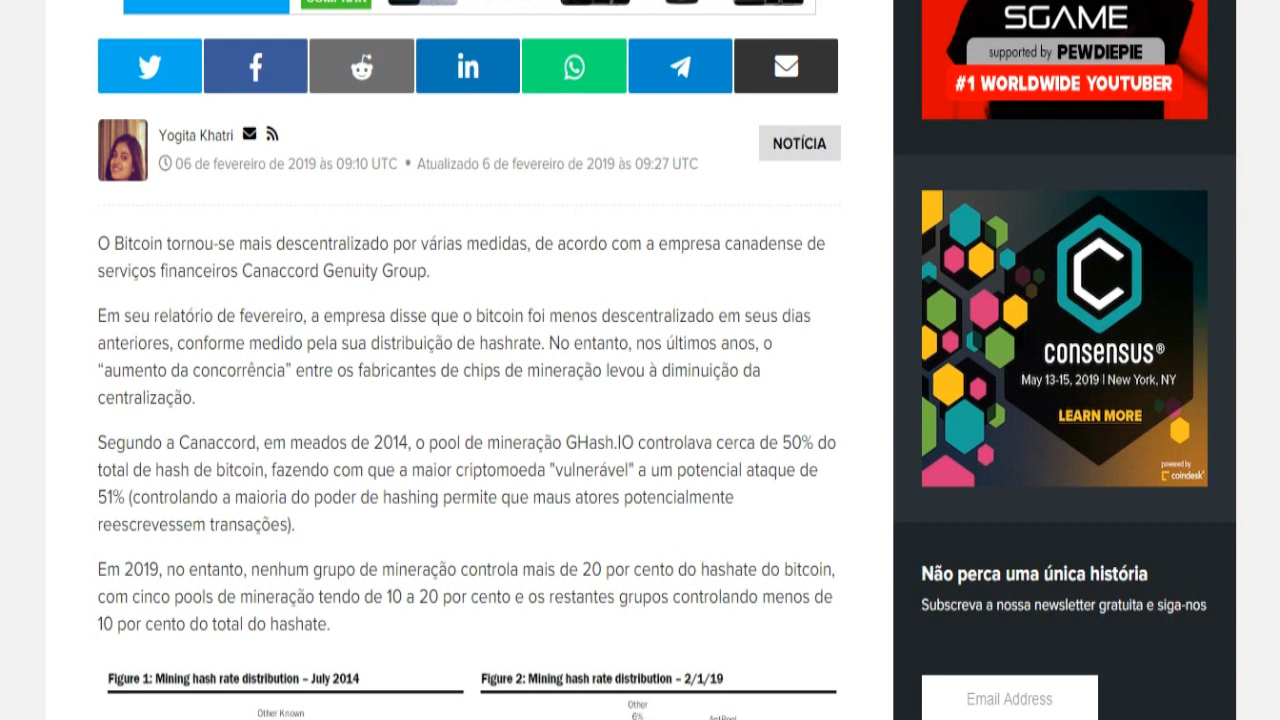 COMPRAR
Yogita Khatri
06 de fevereiro de 2019 às 09:10 UTC • Atualizado 6 de fevereiro de 2019 às 09:27 UTC
NOTÍCIA
O Bitcoin tornou-se mais descentralizado por várias medidas, de acordo com a empresa canadense de
serviços financeiros Canaccord Genuity Group.
Em seu relatório de fevereiro, a empresa disse que o bitcoin foi menos descentralizado em seus dias
anteriores, conforme medido pela sua distribuição de hashrate. No entanto, nos últimos anos, o
“aumento da concorrência” entre os fabricantes de chips de mineração levou à diminuição da
centralização.
Segundo a Canaccord, em meados de 2014, o pool de mineração GHash.IO controlava cerca de 50% do
total de hash de bitcoin, fazendo com que a maior criptomoeda "vulnerável" a um potencial ataque de
51% (controlando a maioria do poder de hashing permite que maus atores potencialmente
reescrevessem transações).
Em 2019, no entanto, nenhum grupo de mineração controla mais de 20 por cento do hashate do bitcoin,
com cinco pools de mineração tendo de 10 a 20 por cento e os restantes grupos controlando menos de
10 por cento do total do hashate.
Figure 1: Mining hash rate distribution – July 2014
Other Known
Figure 2: Mining hash rate distribution – 2/1/19
Other
6%
AntPool
SGAME
supported by PEWDIEPIE
#1 WORLDWIDE YOUTUBER
consensus®
May 13-15, 2019 | New York, NY
LEARN MORE
powered by
coindesk
Não perca uma única história
Subscreva a nossa newsletter gratuita e siga-nos
Email Address